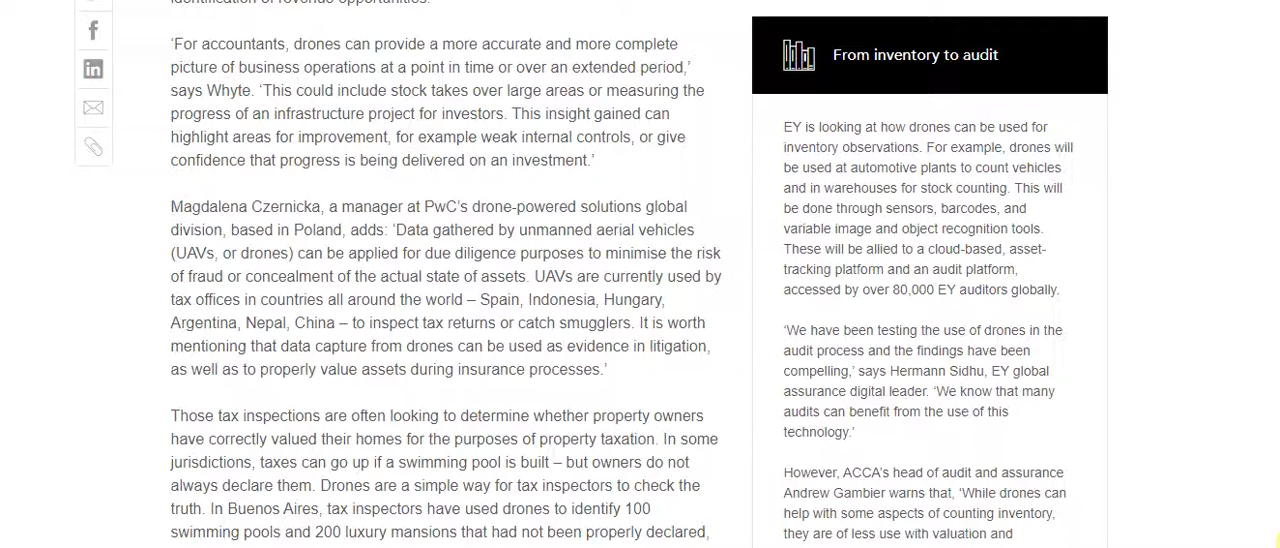 identification of revenue opportunities.
‘For accountants, drones can provide a more accurate and more complete
picture of business operations at a point in time or over an extended period,’
says Whyte. ‘This could include stock takes over large areas or measuring the
progress of an infrastructure project for investors. This insight gained can
highlight areas for improvement, for example weak internal controls, or give
confidence that progress is being delivered on an investment.’
Magdalena Czernicka, a manager at PwC’s drone-powered solutions global
division, based in Poland, adds: ‘Data gathered by unmanned aerial vehicles
(UAVs, or drones) can be applied for due diligence purposes to minimise the risk
of fraud or concealment of the actual state of assets. UAVs are currently used by
tax offices in countries all around the world – Spain, Indonesia, Hungary,
Argentina, Nepal, China – to inspect tax returns or catch smugglers. It is worth
mentioning that data capture from drones can be used as evidence in litigation,
as well as to properly value assets during insurance processes.’
Those tax inspections are often looking to determine whether property owners
have correctly valued their homes for the purposes of property taxation. In some
jurisdictions, taxes can go up if a swimming pool is built – but owners do not
always declare them. Drones are a simple way for tax inspectors to check the
truth. In Buenos Aires, tax inspectors have used drones to identify 100
swimming pools and 200 luxury mansions that had not been properly declared,
From inventory to audit
EY is looking at how drones can be used for
inventory observations. For example, drones will
be used at automotive plants to count vehicles
and in warehouses for stock counting. This will
be done through sensors, barcodes, and
variable image and object recognition tools.
These will be allied to a cloud-based, asset-
tracking platform and an audit platform,
accessed by over 80,000 EY auditors globally.
‘We have been testing the use of drones in the
audit process and the findings have been
compelling,’ says Hermann Sidhu, EY global
assurance digital leader. ‘We know that many
audits can benefit from the use of this
technology.’
However, ACCA’s head of audit and assurance
Andrew Gambier warns that, ‘While drones can
help with some aspects of counting inventory,
they are of less use with valuation and